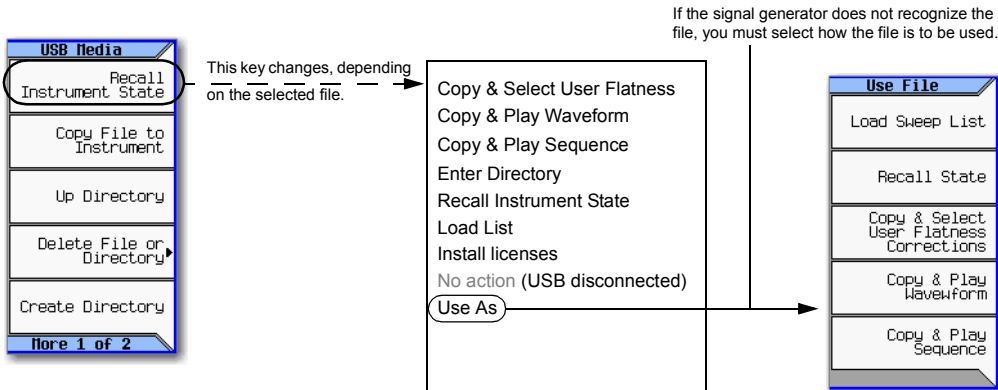 If the signal generator does not recognize the
file, you must select how the file is to be used.
USB Media
Recall
Instrument State
Copy File to
Instrument
Up Directory
Delete File or
Directory
Create Directory
More 1 of 2
This key changes, depending
on the selected file.
Copy & Select User Flatness
Copy & Play Waveform
Copy & Play Sequence
Enter Directory
Recall Instrument State
Load List
Install licenses
No action (USB disconnected)
Use As
Use File
Load Sweep List
Recall State
Copy & Select
User Flatness
Corrections
Copy & Play
Waveform
Copy & Play
Sequence